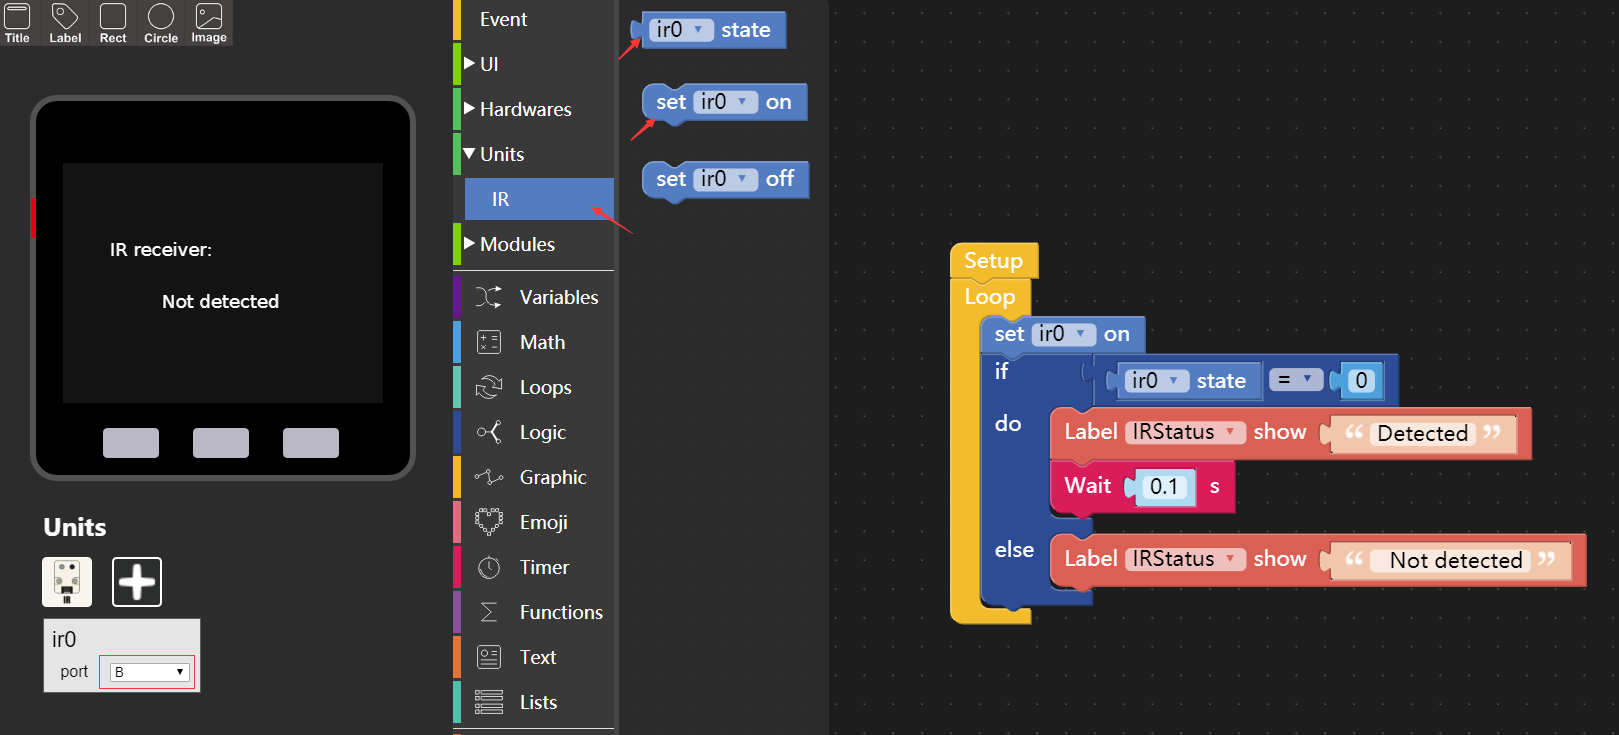 Title Label Rect Circle Image
IR receiver:
Not detected
Units
IR
ir0
port B
Event
UI
Hardwares
Units
IR
Modules
Variables
Math
Loops
Logic
Graphic
Emoji
Timer
Functions
Text
Lists
ir0 state
set ir0 on
set ir0 off
Setup
Loop
set ir0 on
if ir0 state = 0
do Label IRStatus show “ Detected ”
Wait 0.1 s
else Label IRStatus show “ Not detected ”